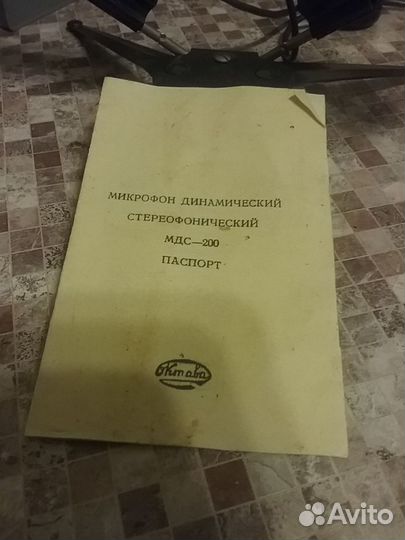 МИКРОФОН ДИНАМИЧЕСКИЙ
СТЕРЕОФОНИЧЕСКИЙ
МДС—200
ПАСПОРТ
Октава
Avito